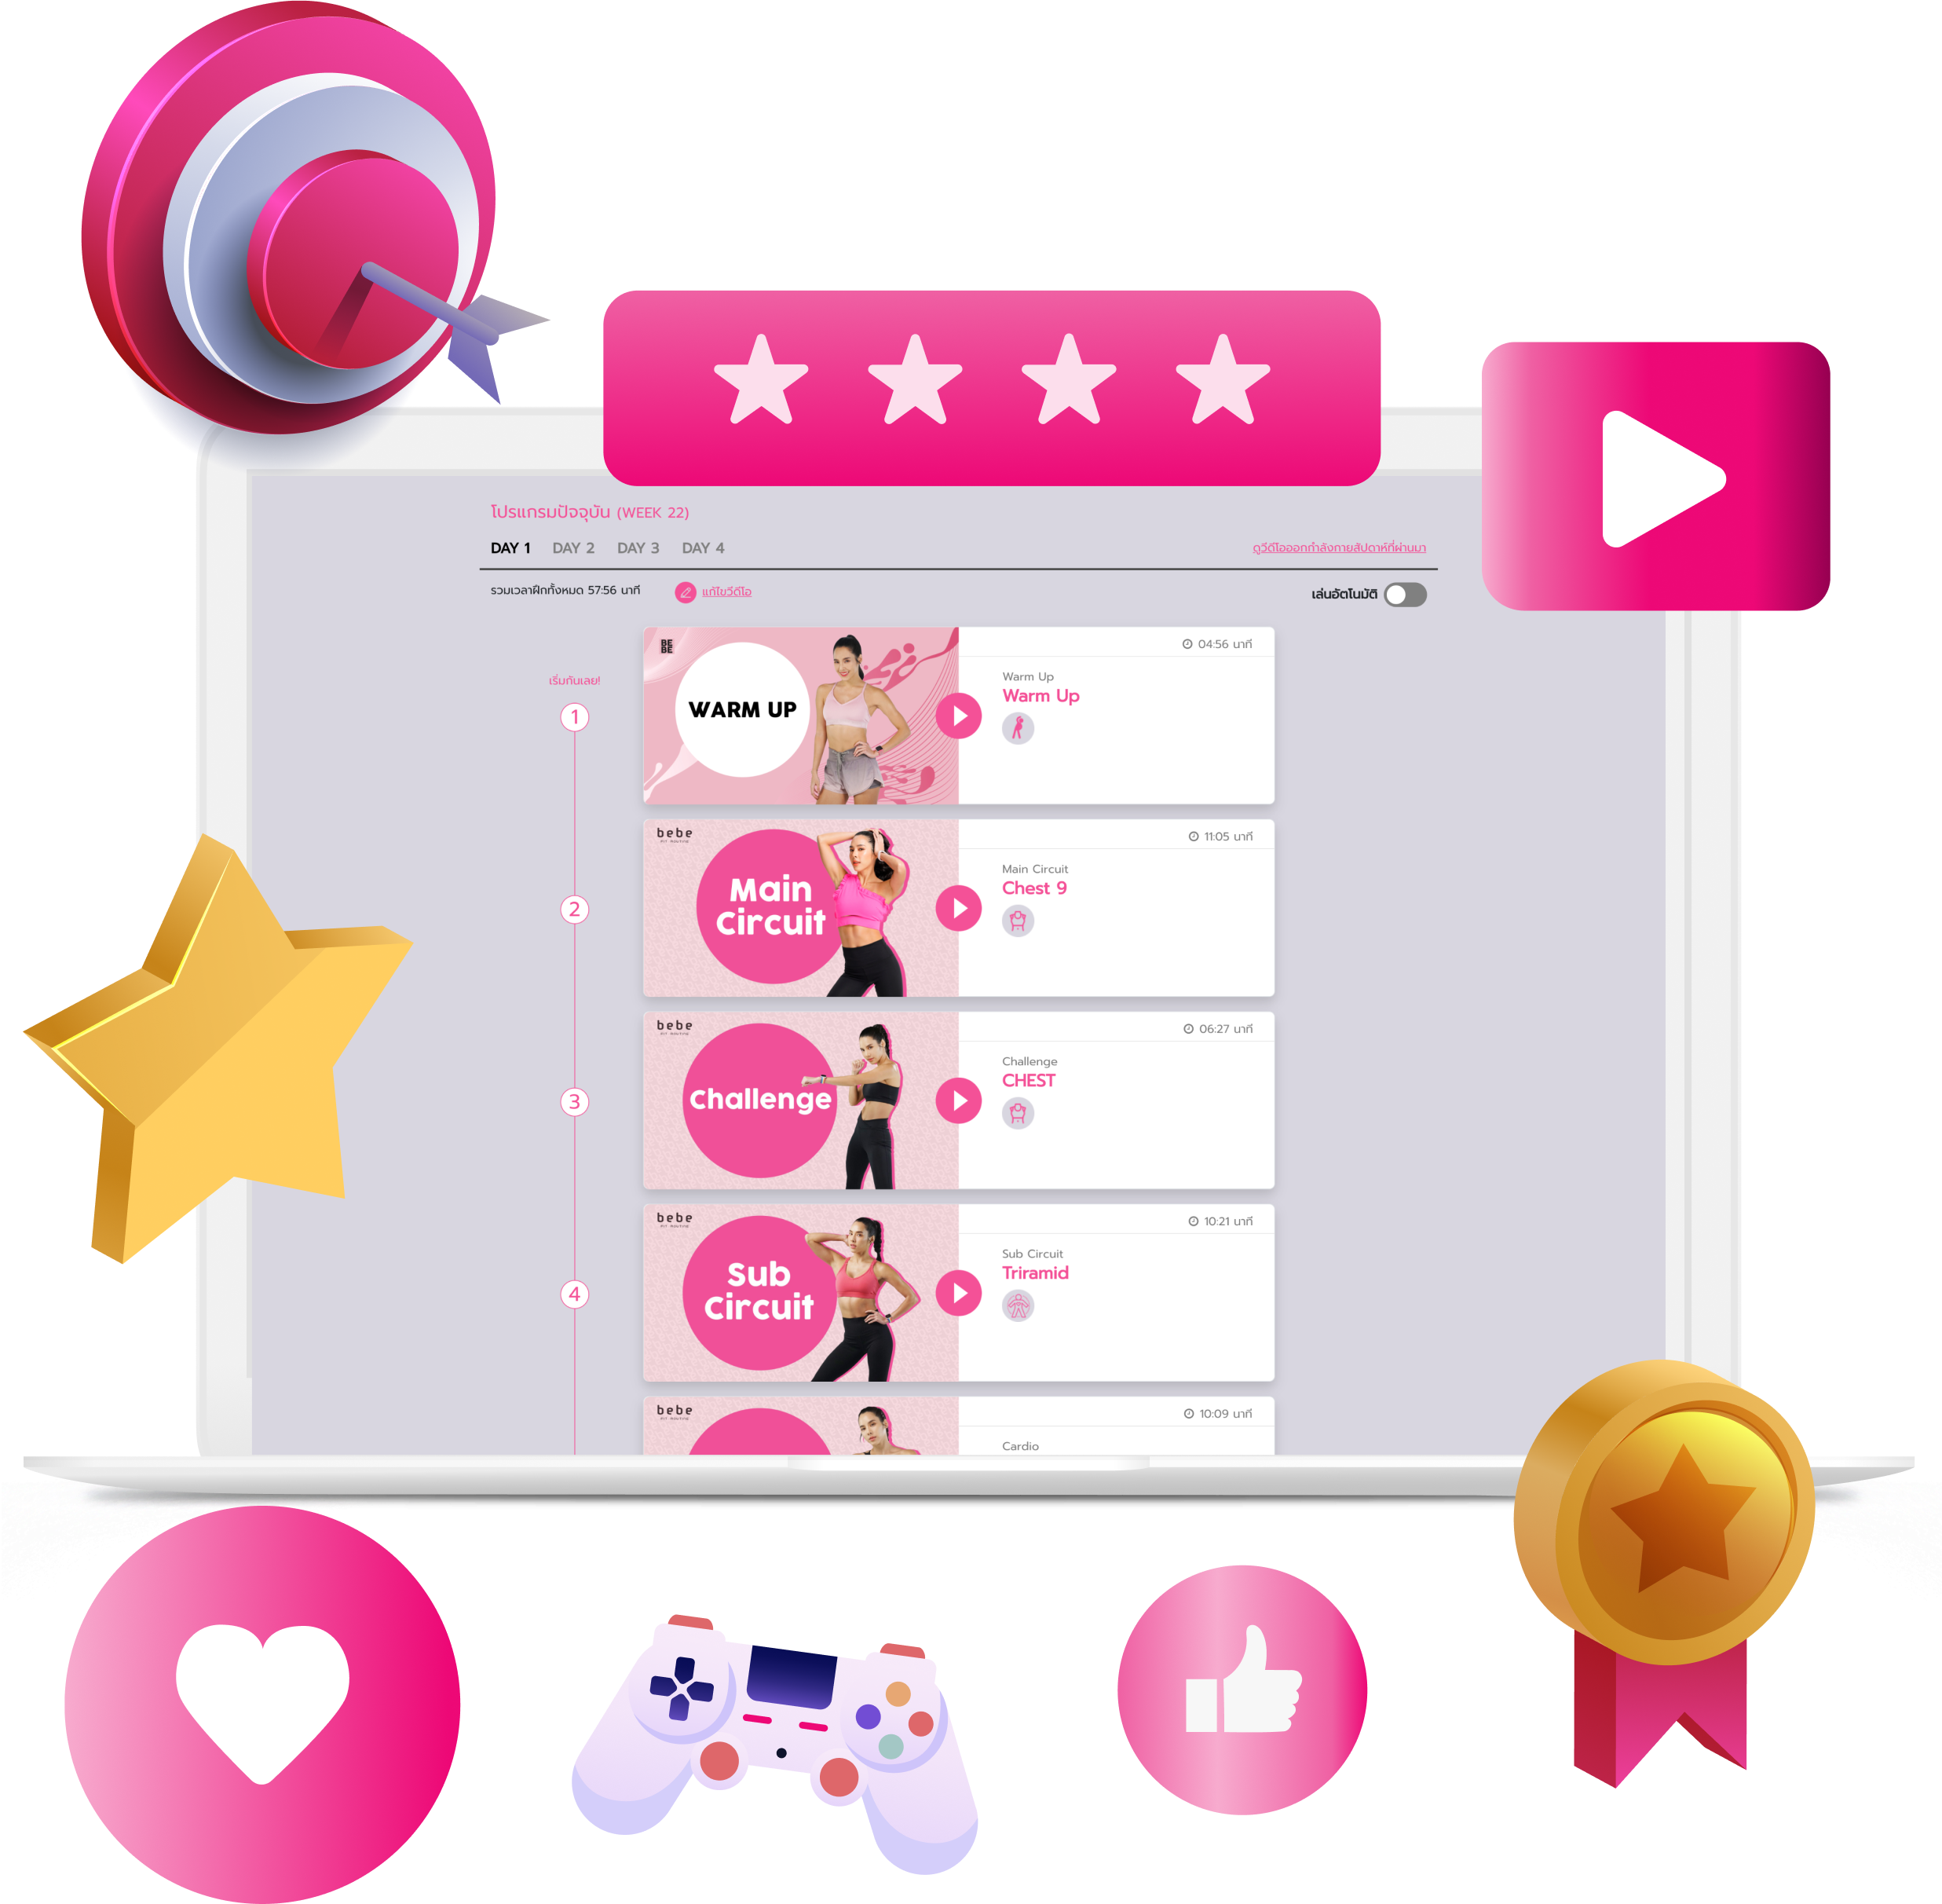 โปรแกรมปัจจุบัน (WEEK 22)
DAY 1 DAY 2 DAY 3 DAY 4
ดูวีดีโอออกกำลังกายสัปดาห์ที่ผ่านมา
รวมเวลาฝึกทั้งหมด 57:56 นาที
แก้ไขวีดีโอ
เล่นอัตโนมัติ
เริ่มกันเลย!
1
BE
BE
WARM UP
04:56 นาที
Warm Up
Warm Up
2
bebe
Main
Circuit
11:05 นาที
Main Circuit
Chest 9
3
bebe
Challenge
06:27 นาที
Challenge
CHEST
4
bebe
Sub
Circuit
10:21 นาที
Sub Circuit
Triramid
bebe
10:09 นาที
Cardio